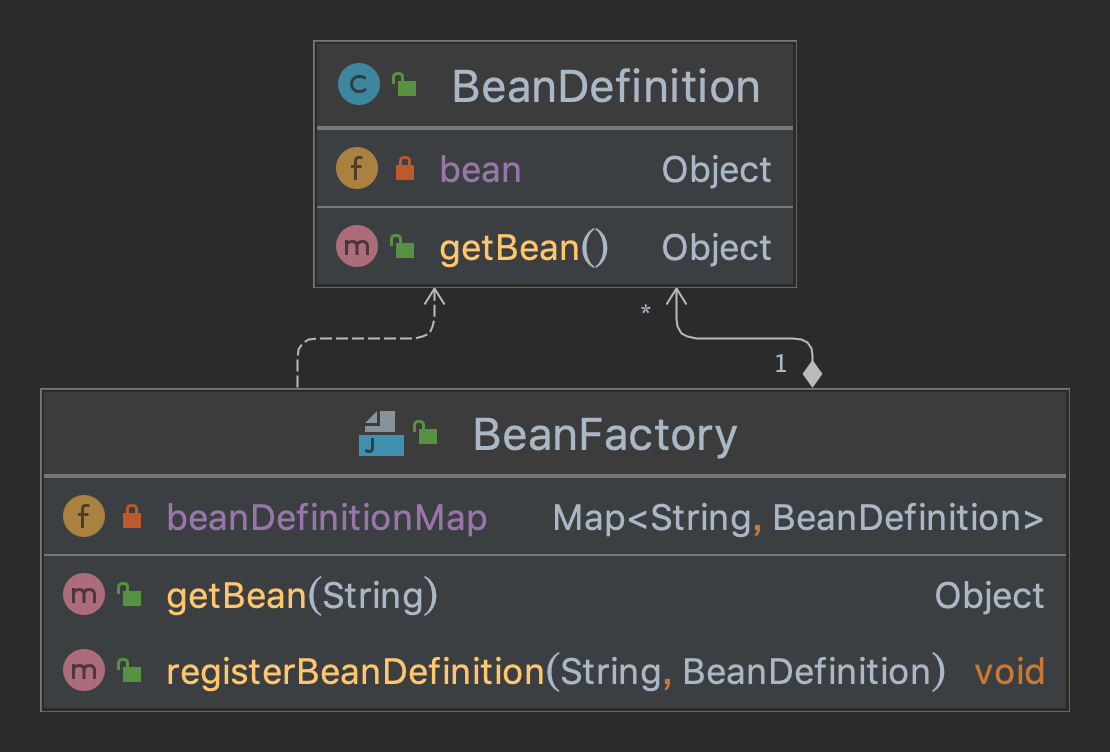 C BeanDefinition
f bean Object
m getBean() Object
*
1
J BeanFactory
f beanDefinitionMap Map<String, BeanDefinition>
m getBean(String) Object
m registerBeanDefinition(String, BeanDefinition) void